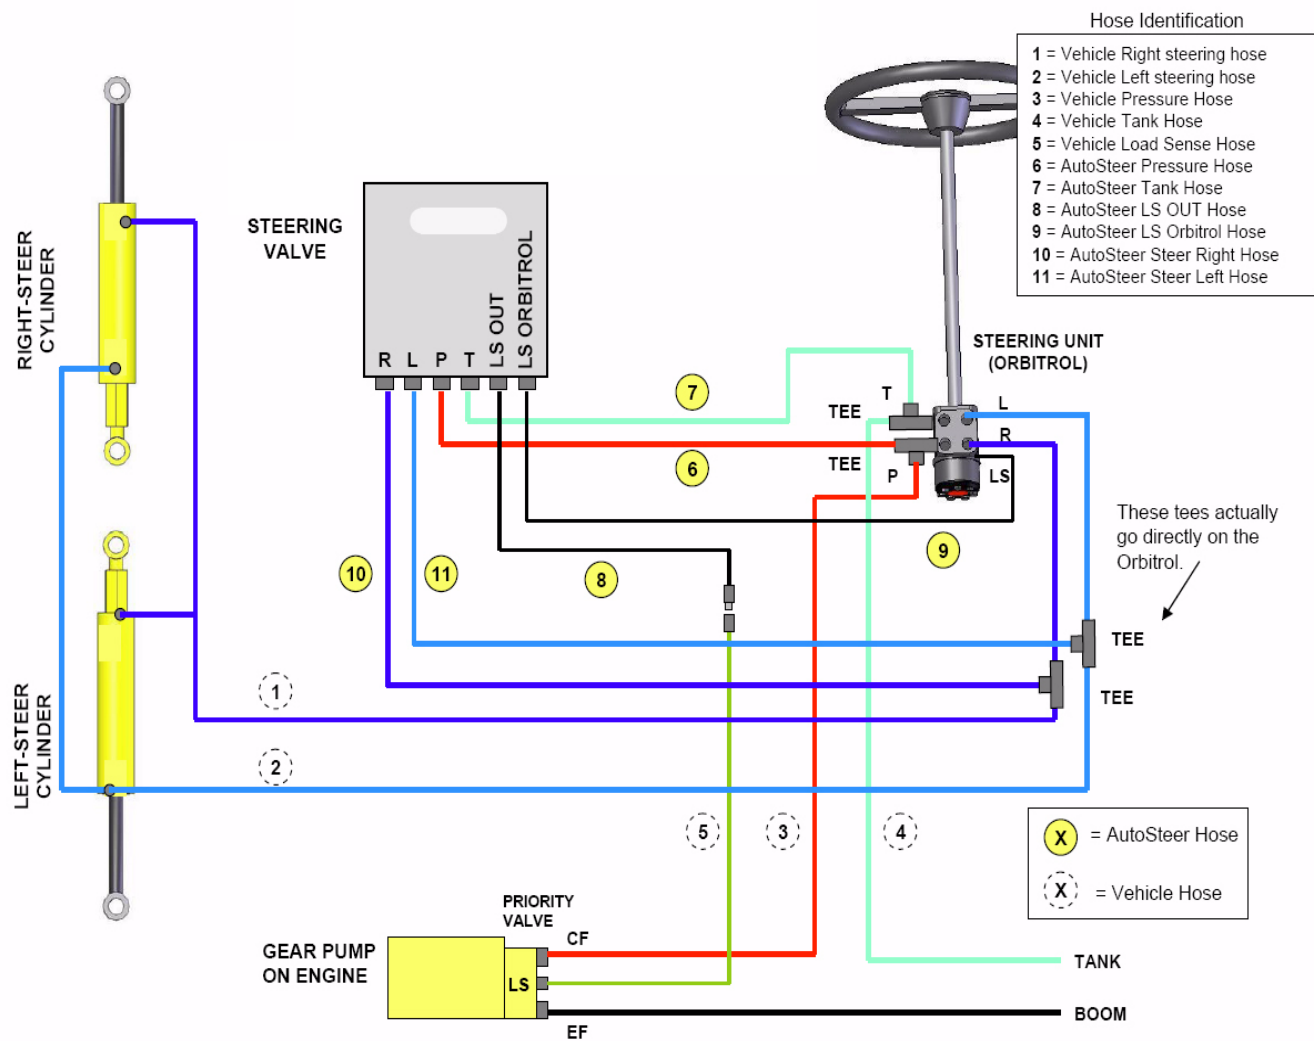 Hose Identification
1 = Vehicle Right steering hose
2 = Vehicle Left steering hose
3 = Vehicle Pressure Hose
4 = Vehicle Tank Hose
5 = Vehicle Load Sense Hose
6 = AutoSteer Pressure Hose
7 = AutoSteer Tank Hose
8 = AutoSteer LS OUT Hose
9 = AutoSteer LS Orbitrol Hose
10 = AutoSteer Steer Right Hose
11 = AutoSteer Steer Left Hose
STEERING
VALVE
RIGHT-STEER
CYLINDER
R
L
P
T
LS OUT
LS ORBITROL
STEERING UNIT
(ORBITROL)
T
TEE
L
R
TEE
P
LS
7
6
9
10
11
8
These tees actually
go directly on the
Orbitrol.
TEE
TEE
LEFT-STEER
CYLINDER
1
2
5
3
4
X = AutoSteer Hose
X = Vehicle Hose
PRIORITY
VALVE
CF
GEAR PUMP
ON ENGINE
LS
EF
TANK
BOOM